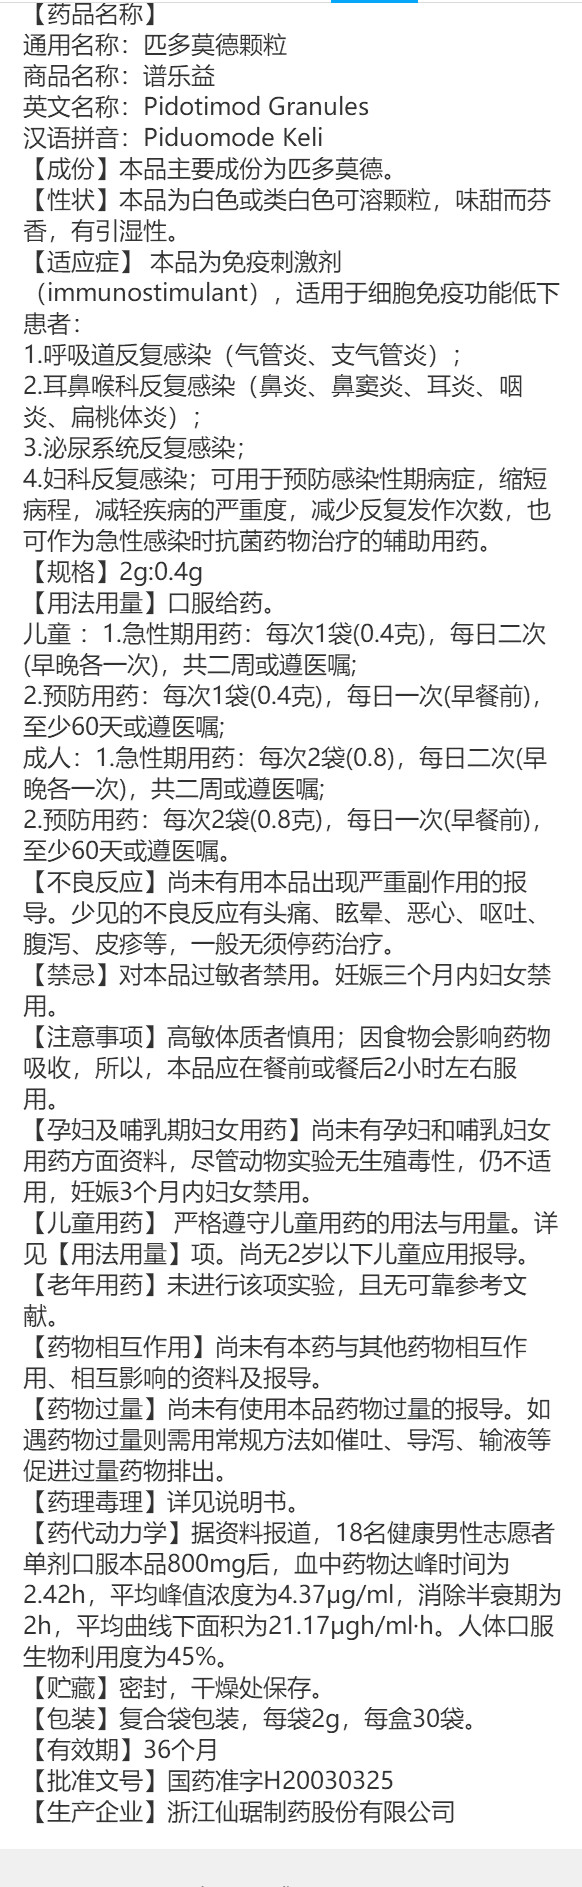 【药品名称】
通用名称：匹多莫德颗粒
商品名称：谱乐益
英文名称：Pidotimod Granules
汉语拼音：Piduomode Keli
【成份】本品主要成份为匹多莫德。
【性状】本品为白色或类白色可溶颗粒，味甜而芬
香，有引湿性。
【适应症】 本品为免疫刺激剂
（immunostimulant），适用于细胞免疫功能低下
患者：
1.呼吸道反复感染（气管炎、支气管炎）；
2.耳鼻喉科反复感染（鼻炎、鼻窦炎、耳炎、咽
炎、扁桃体炎）；
3.泌尿系统反复感染；
4.妇科反复感染；可用于预防感染性期病症，缩短
病程，减轻疾病的严重度，减少反复发作次数，也
可作为急性感染时抗菌药物治疗的辅助用药。
【规格】2g:0.4g
【用法用量】口服给药。
儿童 ：1.急性期用药：每次1袋(0.4克)，每日二次
(早晚各一次)，共二周或遵医嘱;
2.预防用药：每次1袋(0.4克)，每日一次(早餐前)，
至少60天或遵医嘱;
成人：1.急性期用药：每次2袋(0.8)，每日二次(早
晚各一次)，共二周或遵医嘱;
2.预防用药：每次2袋(0.8克)，每日一次(早餐前)，
至少60天或遵医嘱。
【不良反应】尚未有用本品出现严重副作用的报
导。少见的不良反应有头痛、眩晕、恶心、呕吐、
腹泻、皮疹等，一般无须停药治疗。
【禁忌】对本品过敏者禁用。妊娠三个月内妇女禁
用。
【注意事项】高敏体质者慎用；因食物会影响药物
吸收，所以，本品应在餐前或餐后2小时左右服
用。
【孕妇及哺乳期妇女用药】尚未有孕妇和哺乳妇女
用药方面资料，尽管动物实验无生殖毒性，仍不适
用，妊娠3个月内妇女禁用。
【儿童用药】 严格遵守儿童用药的用法与用量。详
见【用法用量】项。尚无2岁以下儿童应用报导。
【老年用药】未进行该项实验，且无可靠参考文
献。
【药物相互作用】尚未有本药与其他药物相互作
用、相互影响的资料及报导。
【药物过量】尚未有使用本品药物过量的报导。如
遇药物过量则需用常规方法如催吐、导泻、输液等
促进过量药物排出。
【药理毒理】详见说明书。
【药代动力学】据资料报道，18名健康男性志愿者
单剂口服本品800mg后，血中药物达峰时间为
2.42h，平均峰值浓度为4.37μg/ml，消除半衰期为
2h，平均曲线下面积为21.17μgh/ml·h。人体口服
生物利用度为45%。
【贮藏】密封，干燥处保存。
【包装】复合袋包装，每袋2g，每盒30袋。
【有效期】36个月
【批准文号】国药准字H20030325
【生产企业】浙江仙琚制药股份有限公司